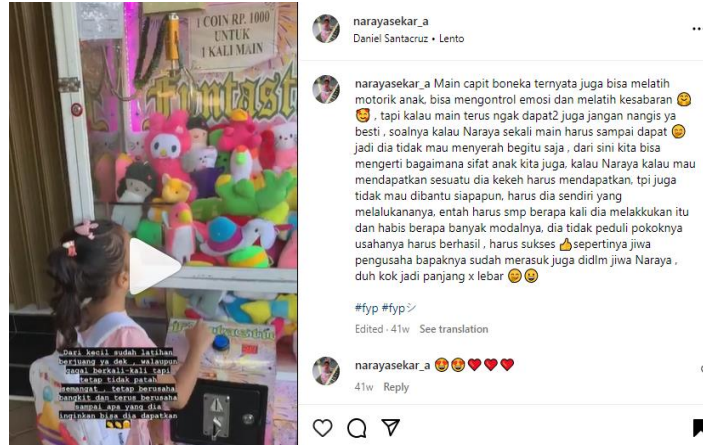 1 COIN RP. 1000
UNTUK
1 KALI MAIN
Fantast
Dari kecil sudah latihan
berjuang ya dek , walaupun
gagal berkali-kali tapi
tetap tidak patah
semangat , tetap berusaha
bangkit dan terus berusaha
sampai apa yang dia
inginkan bisa dia dapatkan
narayasekar_a
Daniel Santacruz • Lento
narayasekar_a Main capit boneka ternyata juga bisa melatih
motorik anak, bisa mengontrol emosi dan melatih kesabaran 🤗
🥰 , tapi kalau main terus ngak dapat2 juga jangan nangis ya
besti , soalnya kalau Naraya sekali main harus sampai dapat 😊
jadi dia tidak mau menyerah begitu saja , dari sini kita bisa
mengerti bagaimana sifat anak kita juga, kalau Naraya kalau mau
mendapatkan sesuatu dia kekeh harus mendapatkan, tpi juga
tidak mau dibantu siapapun, harus dia sendiri yang
melalukananya, entah harus smp berapa kali dia melakkukan itu
dan habis berapa banyak modalnya, dia tidak peduli pokoknya
usahanya harus berhasil , harus sukses 👍sepertinya jiwa
pengusaha bapaknya sudah merasuk juga didlm jiwa Naraya ,
duh kok jadi panjang x lebar 😊😀
#fyp #fypシ
Edited · 41w See translation
narayasekar_a 😍😍❤️❤️❤️
41w Reply